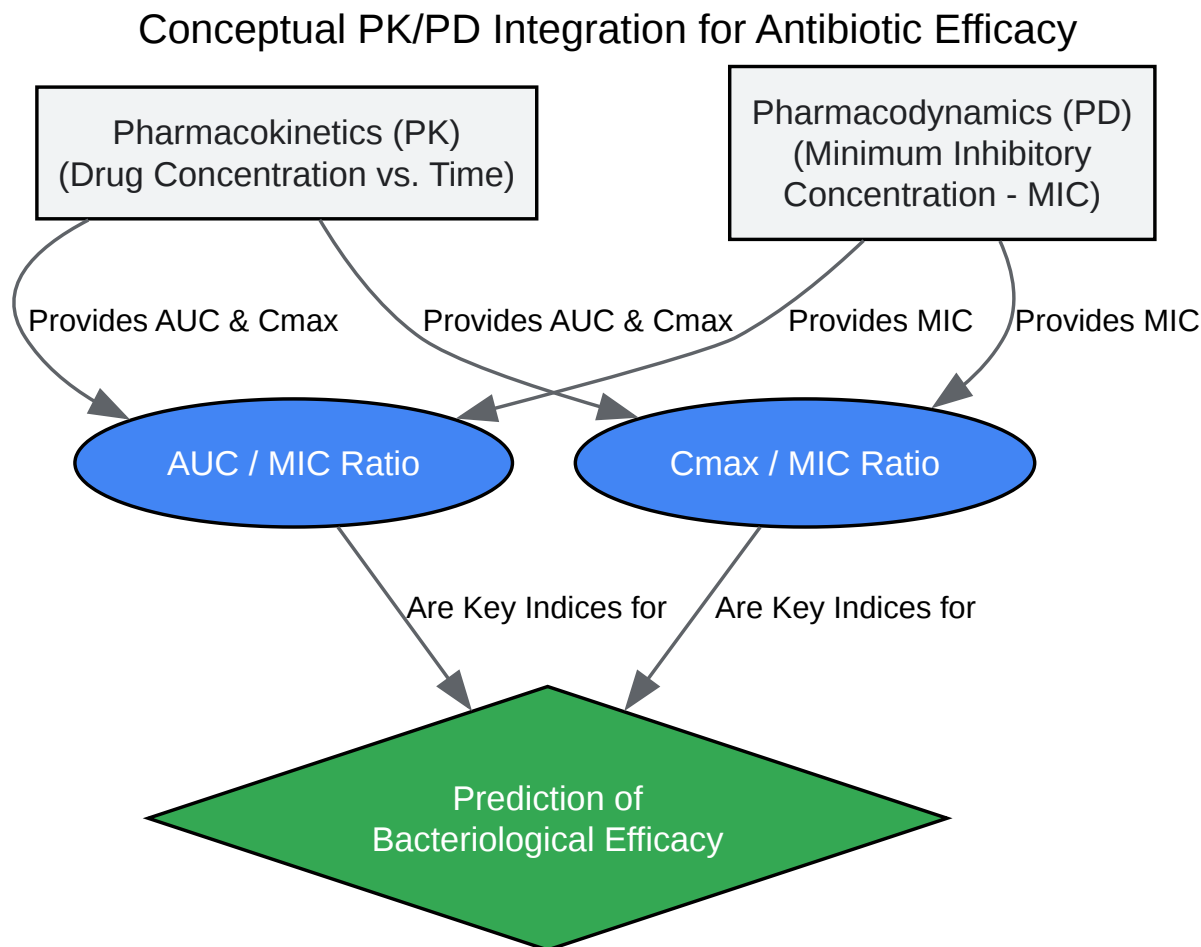 Conceptual PK/PD Integration for Antibiotic Efficacy
Pharmacokinetics (PK)
(Drug Concentration vs. Time)
Pharmacodynamics (PD)
(Minimum Inhibitory
Concentration - MIC)
Provides AUC & Cmax
Provides AUC & Cmax
Provides MIC
Provides MIC
AUC / MIC Ratio
Cmax / MIC Ratio
Are Key Indices for
Are Key Indices for
Prediction of
Bacteriological Efficacy